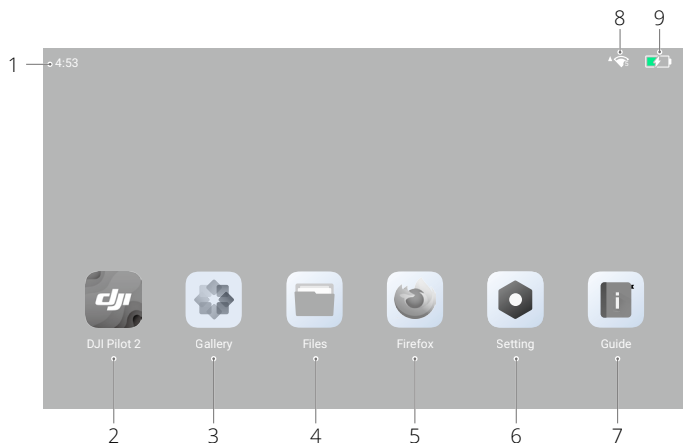 8 9
1 4:53
dji
i
DJI Pilot 2 Gallery Files Firefox Setting Guide
2 3 4 5 6 7